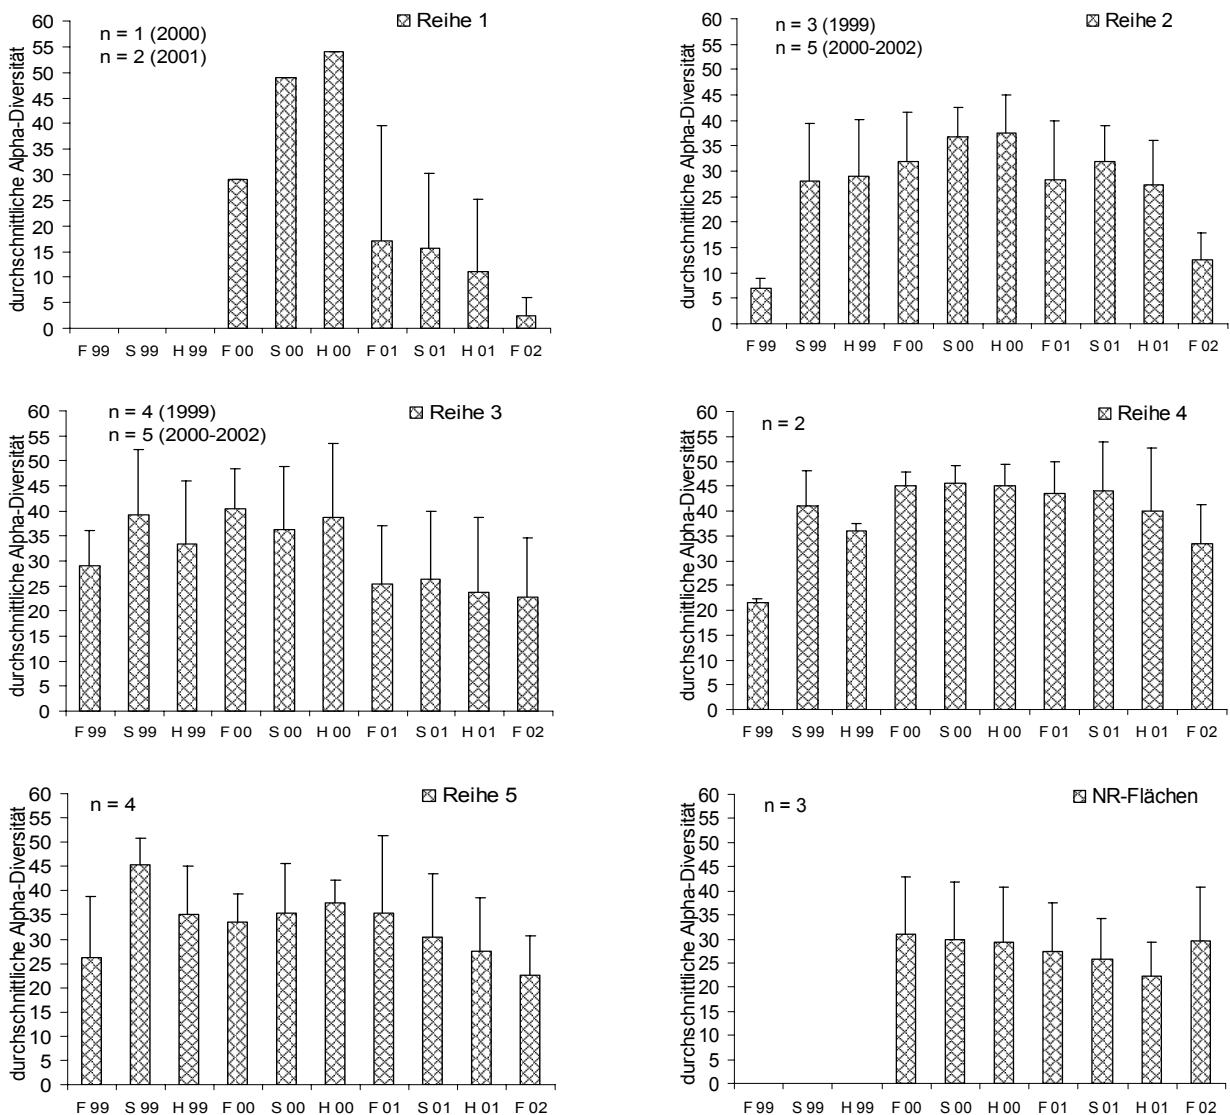 Reihe 1
n = 1 (2000)
n = 2 (2001)
durchschnittliche Alpha-Diversität
60
55
50
45
40
35
30
25
20
15
10
5
0
F 99 S 99 H 99 F 00 S 00 H 00 F 01 S 01 H 01 F 02
Reihe 2
n = 3 (1999)
n = 5 (2000-2002)
durchschnittliche Alpha-Diversität
60
55
50
45
40
35
30
25
20
15
10
5
0
F 99 S 99 H 99 F 00 S 00 H 00 F 01 S 01 H 01 F 02
Reihe 3
n = 4 (1999)
n = 5 (2000-2002)
durchschnittliche Alpha-Diversität
60
55
50
45
40
35
30
25
20
15
10
5
0
F 99 S 99 H 99 F 00 S 00 H 00 F 01 S 01 H 01 F 02
Reihe 4
n = 2
durchschnittliche Alpha-Diversität
60
55
50
45
40
35
30
25
20
15
10
5
0
F 99 S 99 H 99 F 00 S 00 H 00 F 01 S 01 H 01 F 02
Reihe 5
n = 4
durchschnittliche Alpha-Diversität
60
55
50
45
40
35
30
25
20
15
10
5
0
F 99 S 99 H 99 F 00 S 00 H 00 F 01 S 01 H 01 F 02
NR-Flächen
n = 3
durchschnittliche Alpha-Diversität
60
55
50
45
40
35
30
25
20
15
10
5
0
F 99 S 99 H 99 F 00 S 00 H 00 F 01 S 01 H 01 F 02